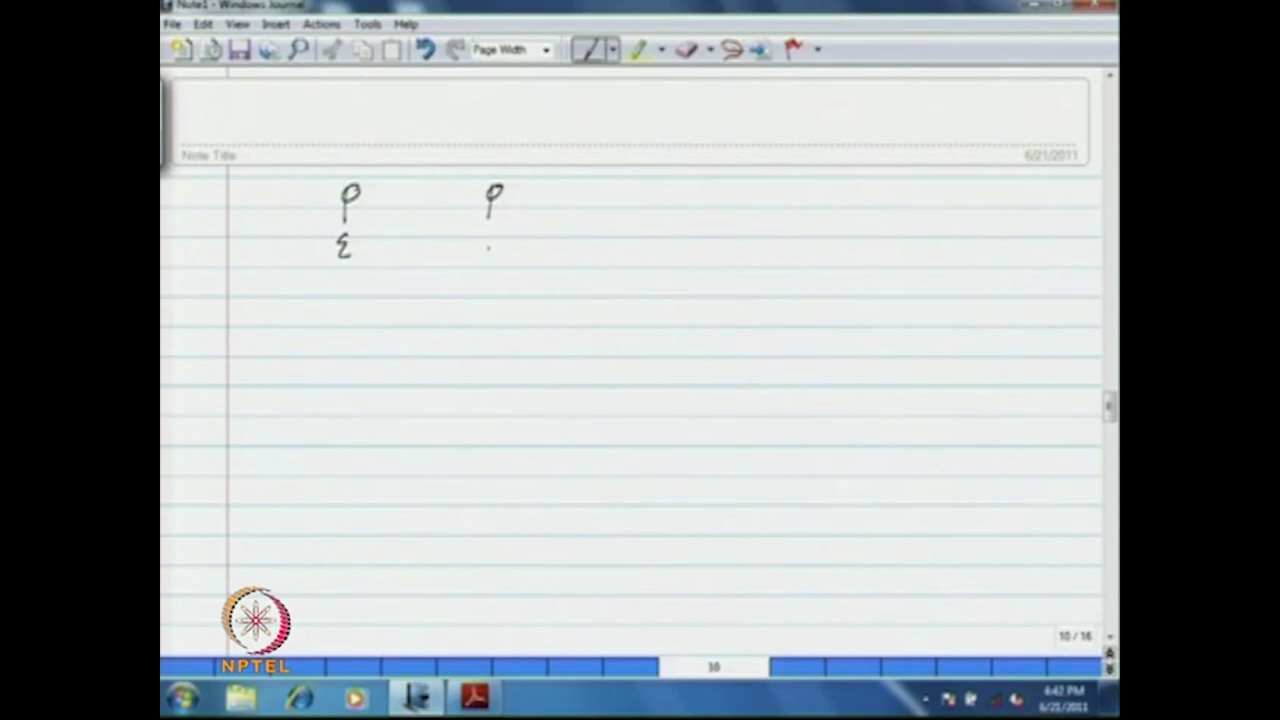 Note1 - Windows Journal
File Edit View Insert Actions Tools Help
Page Width
Note Title
6/21/2011
φ φ
ε
10 / 16
NPTEL
10
4:42 PM
6/21/2011